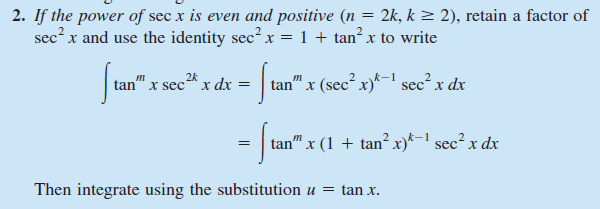 2. If the power of sec x is even and positive (n = 2k, k ≥ 2), retain a factor of
sec² x and use the identity sec² x = 1 + tan² x to write
∫ tanᵐ x sec²ᵏ x dx = ∫ tanᵐ x (sec² x)ᵏ⁻¹ sec² x dx
= ∫ tanᵐ x (1 + tan² x)ᵏ⁻¹ sec² x dx
Then integrate using the substitution u = tan x.